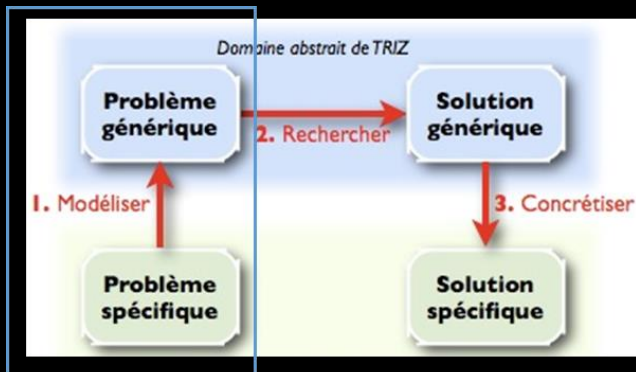 Domaine abstrait de TRIZ
Problème
générique
Solution
générique
2. Rechercher
1. Modéliser
3. Concrétiser
Problème
spécifique
Solution
spécifique